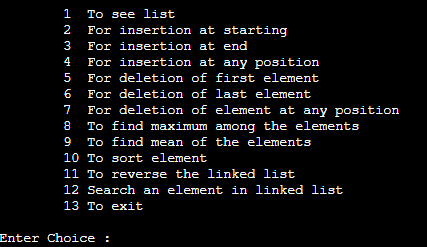 1 To see list
2 For insertion at starting
3 For insertion at end
4 For insertion at any position
5 For deletion of first element
6 For deletion of last element
7 For deletion of element at any position
8 To find maximum among the elements
9 To find mean of the elements
10 To sort element
11 To reverse the linked list
12 Search an element in linked list
13 To exit
Enter Choice :